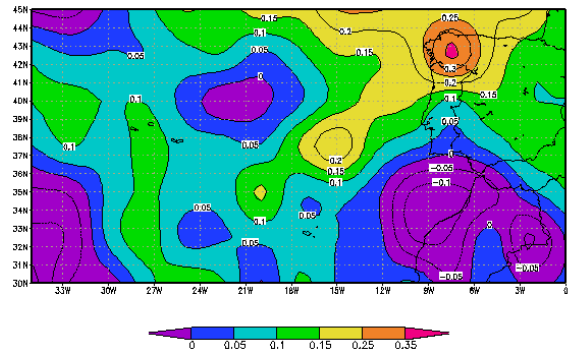 45N 0.15 0.2 0.25
44N 0.1
43N 0.05 0.05 0.15
42N 0.3
41N 0 0.2 0.15
40N 0.1 0.1
39N 0.05
38N 0.1 0.05
37N 0.2 0
36N 0.15 -0.05
35N 0.1 -0.1
34N 0.05 0.1
33N 0.05 0
32N 0.05
31N -0.05 -0.05
30N
33W 30W 27W 24W 21W 18W 15W 12W 9W 6W 3W 0
0 0.05 0.1 0.15 0.25 0.35